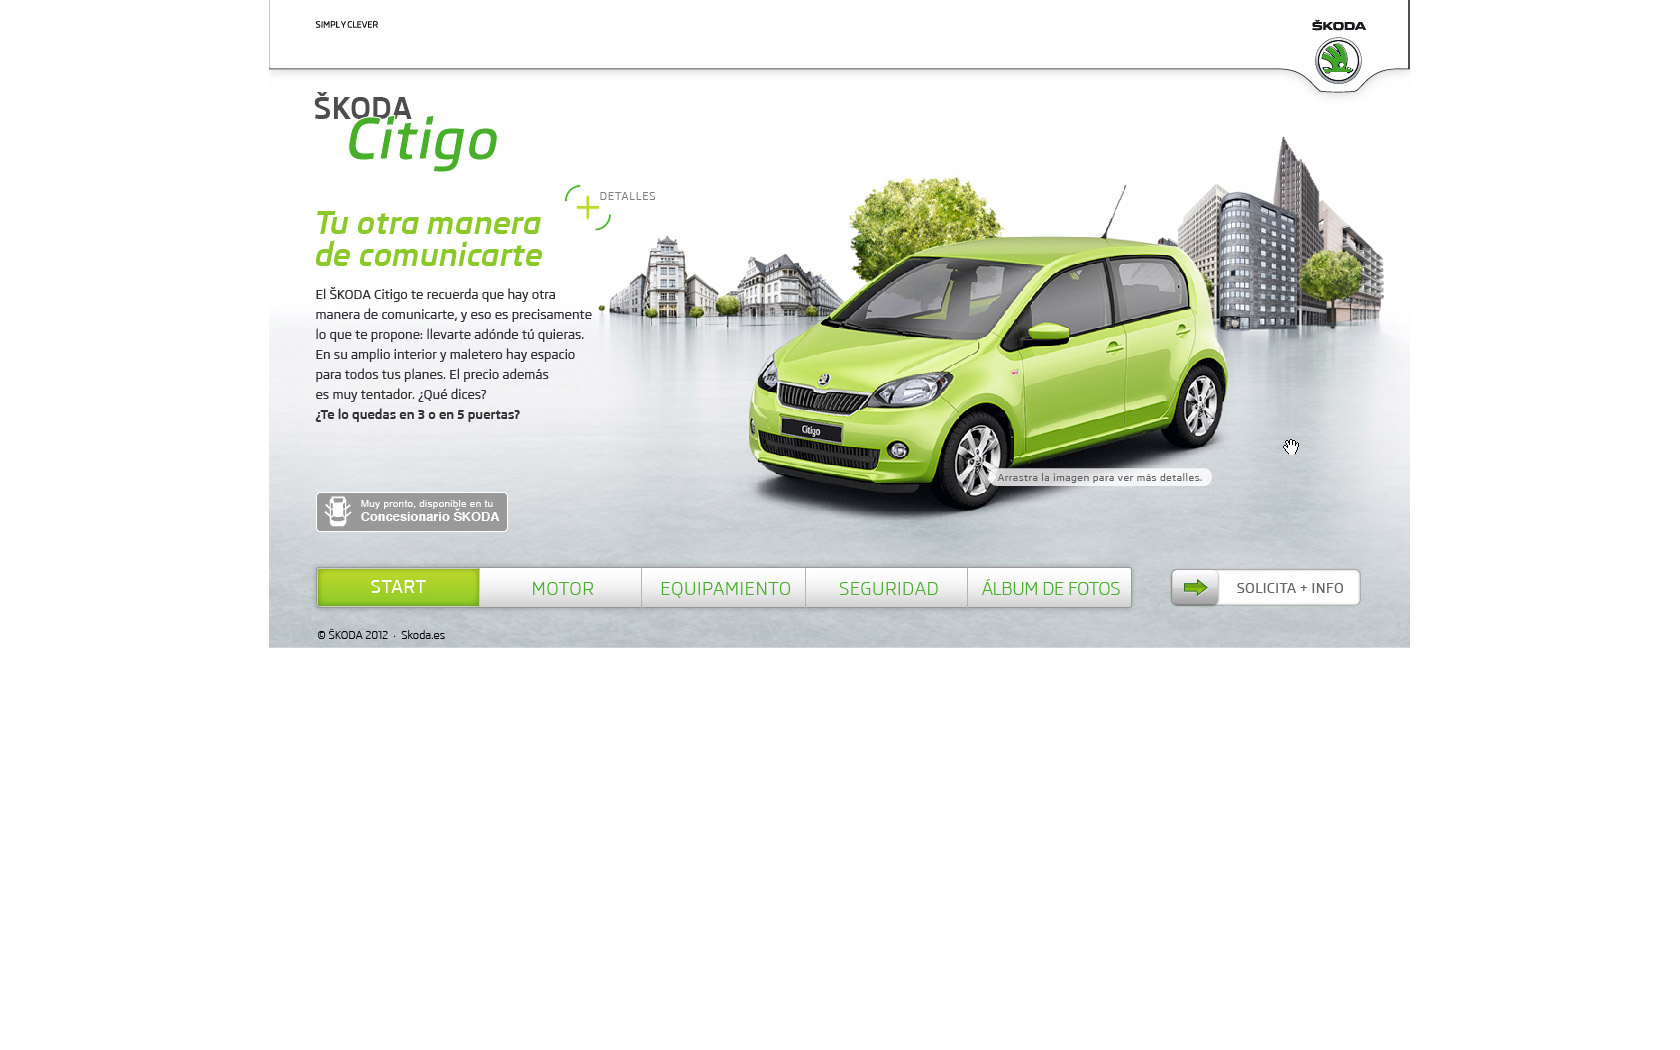 SIMPLY CLEVER
ŠKODA
ŠKODA
Citigo
DETALLES
Tu otra manera
de comunicarte
El ŠKODA Citigo te recuerda que hay otra
manera de comunicarte, y eso es precisamente
lo que te propone: llevarte adónde tú quieras.
En su amplio interior y maletero hay espacio
para todos tus planes. El precio además
es muy tentador. ¿Qué dices?
¿Te lo quedas en 3 o en 5 puertas?
Citigo
Arrastra la imagen para ver más detalles.
Muy pronto, disponible en tu
Concesionario ŠKODA
START
MOTOR
EQUIPAMIENTO
SEGURIDAD
ÁLBUM DE FOTOS
SOLICITA + INFO
© ŠKODA 2012 · Skoda.es